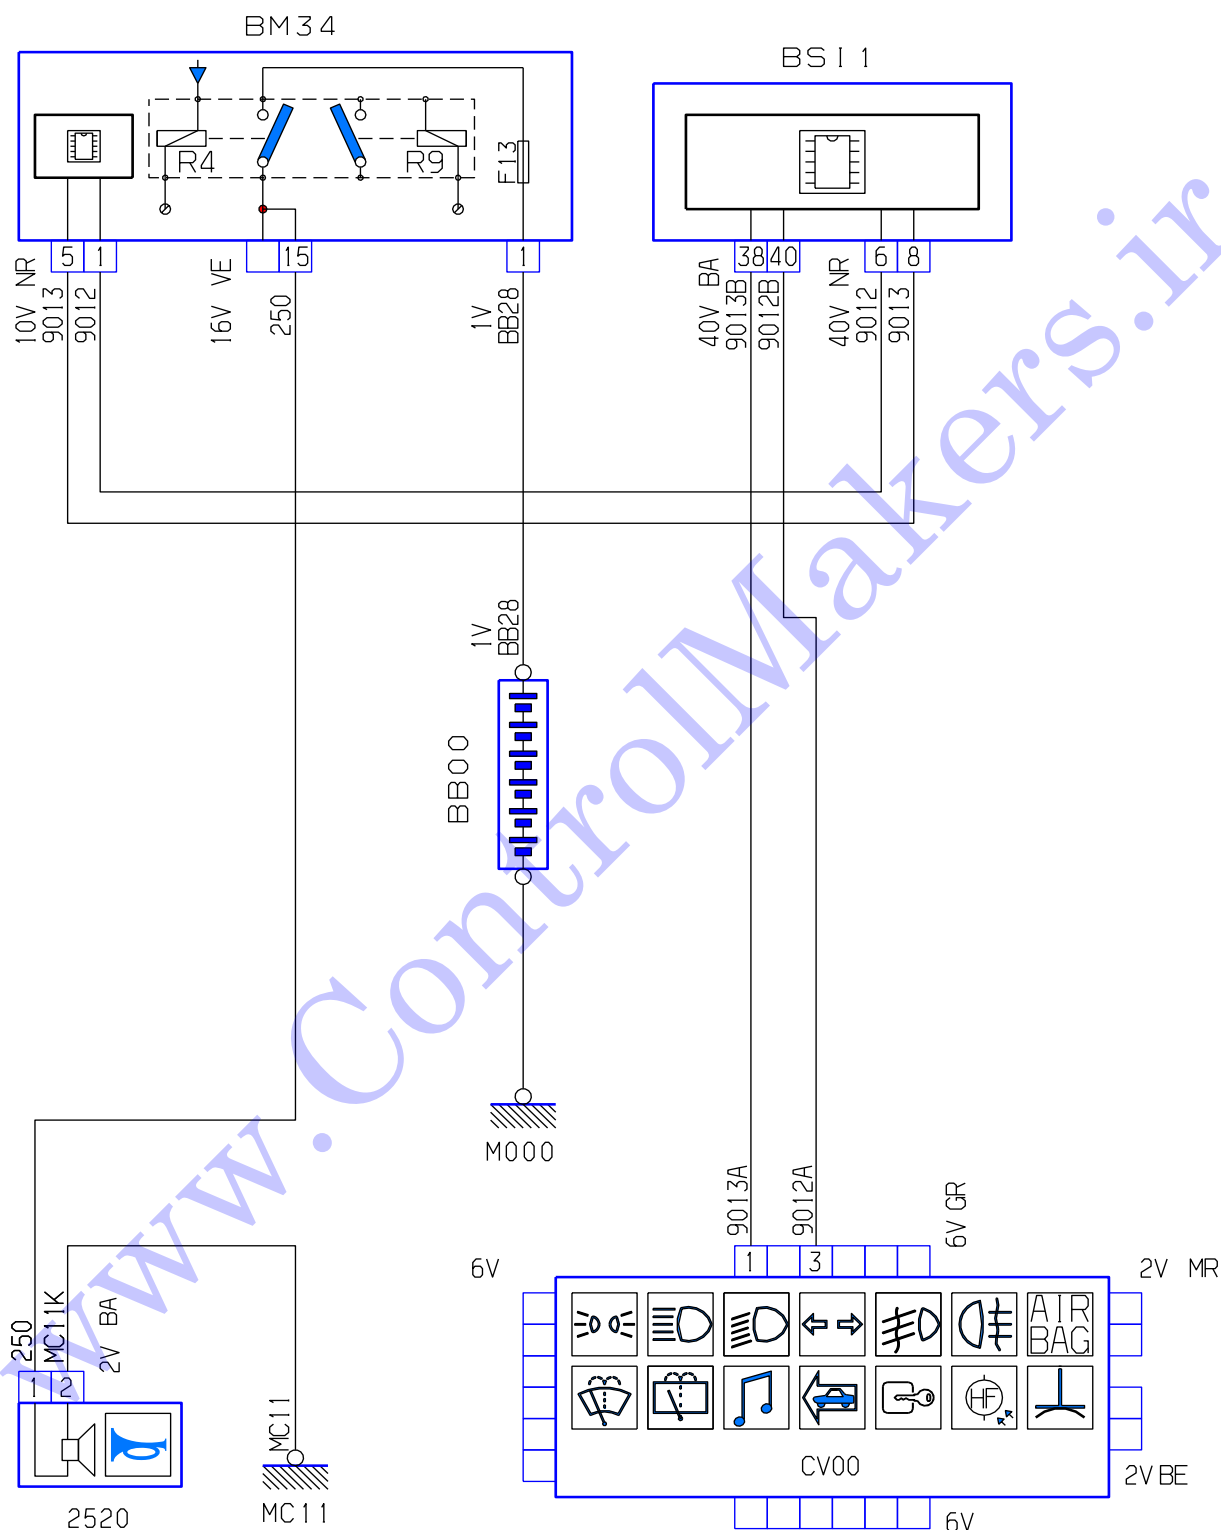 BM34
BSI1
R4
R9
F13
5
1
15
1
38
40
6
8
10V NR
9013
9012
16V VE
250
1V
BB28
40V BA
9013B
9012B
40V NR
9012
9013
1V
BB28
BB00
M000
9013A
9012A
6V GR
6V
1
3
2V MR
AIR
BAG
HF
CV00
2V BE
6V
250
MC11K
2V BA
1
2
2520
MC11
MC11
www.ControlMakers.ir